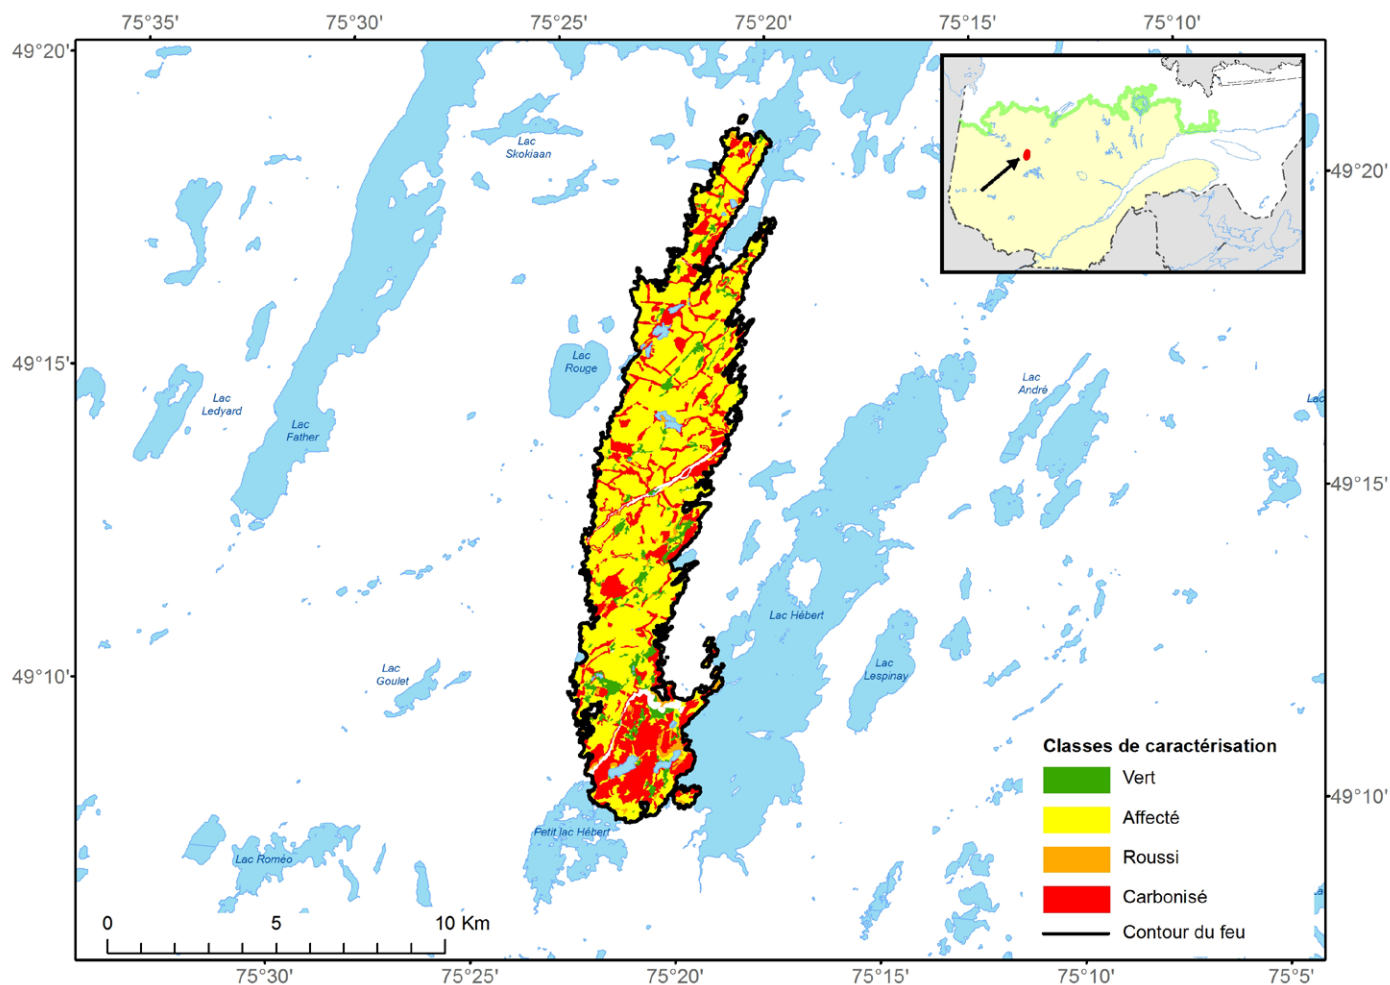 75°35' 75°30' 75°25' 75°20' 75°15' 75°10'
49°20'
49°20'
Lac
Skokiaan
49°15'
Lac
Rouge
Lac
Ledyard
Lac
Father
Lac
André
Lac
49°15'
Lac Hébert
49°10'
Lac
Goulet
Lac
Lespinay
Classes de caractérisation
Vert
Affecté
Roussi
Carbonisé
Contour du feu
49°10'
Petit lac Hébert
Lac Roméo
0 5 10 Km
75°30' 75°25' 75°20' 75°15' 75°10' 75°5'